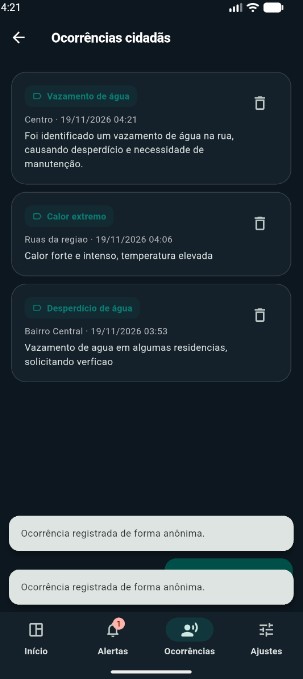 4:21
Ocorrências cidadãs
Vazamento de água
Centro · 19/11/2026 04:21
Foi identificado um vazamento de água na rua,
causando desperdício e necessidade de
manutenção.
Calor extremo
Ruas da regiao · 19/11/2026 04:06
Calor forte e intenso, temperatura elevada
Desperdício de água
Bairro Central · 19/11/2026 03:53
Vazamento de agua em algumas residencias,
solicitando verficao
Ocorrência registrada de forma anônima.
Ocorrência registrada de forma anônima.
1
Início
Alertas
Ocorrências
Ajustes